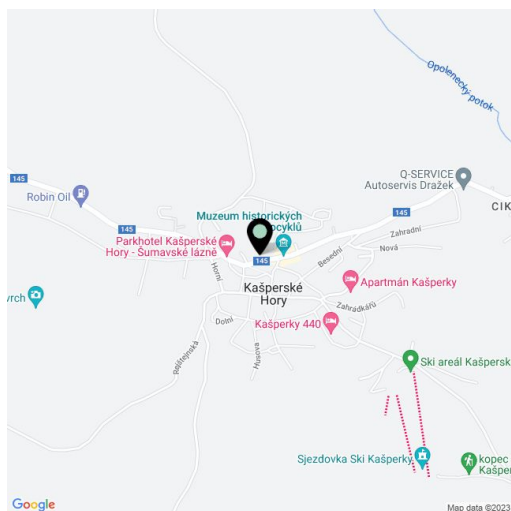 Opolenecký
potok
145
Robin Oil
Q-SERVICE
Autoservis Dražek
CIK
145
145
Muzeum historických
ocyklů
Zahradní
Nová
Parkhotel Kašperské
Hory - Šumavské lázně
145
Besední
Horní
Apartmán Kašperky
Kašperské
Hory
vrch
Zahradkářů
Dolní
Kašperky 440
Husova
Ski areál Kašpersk
Sjezdovka Ski Kašperky
kopec
Kašper
Google
Map data ©2023